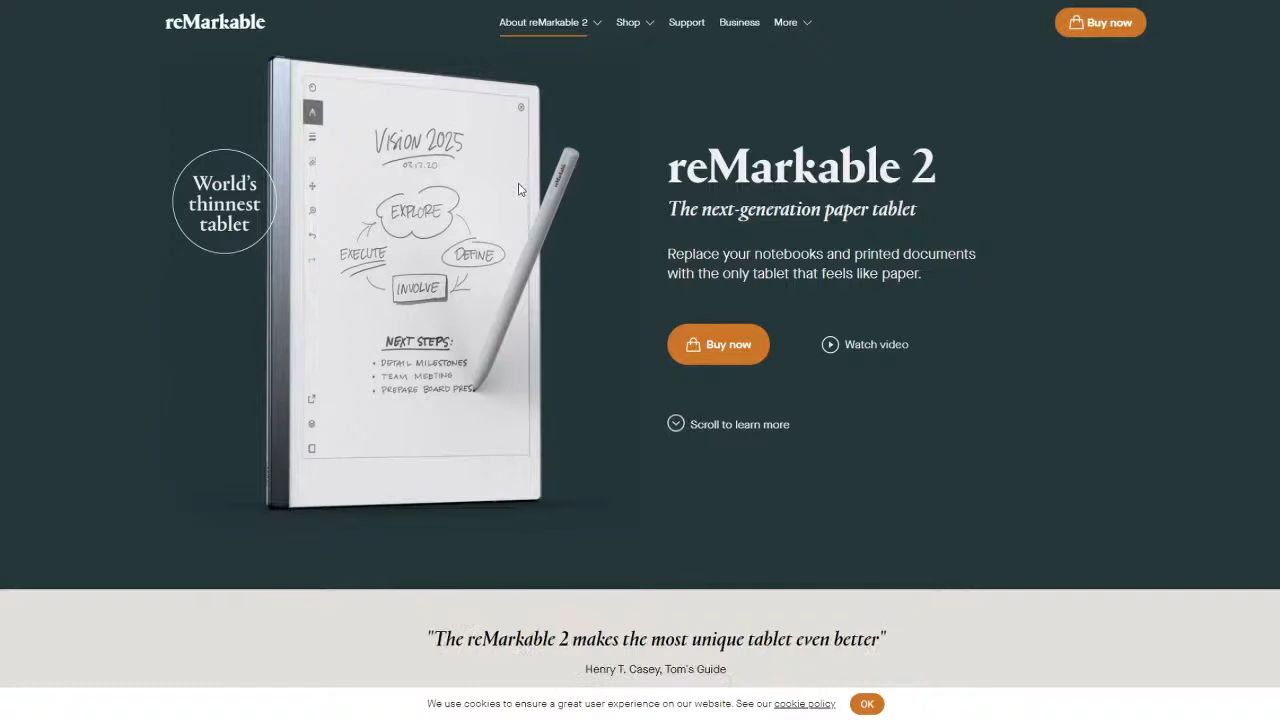 reMarkable
About reMarkable 2
Shop
Support
Business
More
Buy now
World's
thinnest
tablet
VISION 2025
03.17.20
EXPLORE
EXECUTE
DEFINE
INVOLVE
NEXT STEPS:
• DETAIL MILESTONES
• TEAM MEETING
• PREPARE BOARD PRES
reMarkable
reMarkable 2
The next-generation paper tablet
Replace your notebooks and printed documents
with the only tablet that feels like paper.
Buy now
Watch video
Scroll to learn more
"The reMarkable 2 makes the most unique tablet even better"
Henry T. Casey, Tom's Guide
We use cookies to ensure a great user experience on our website. See our cookie policy
OK